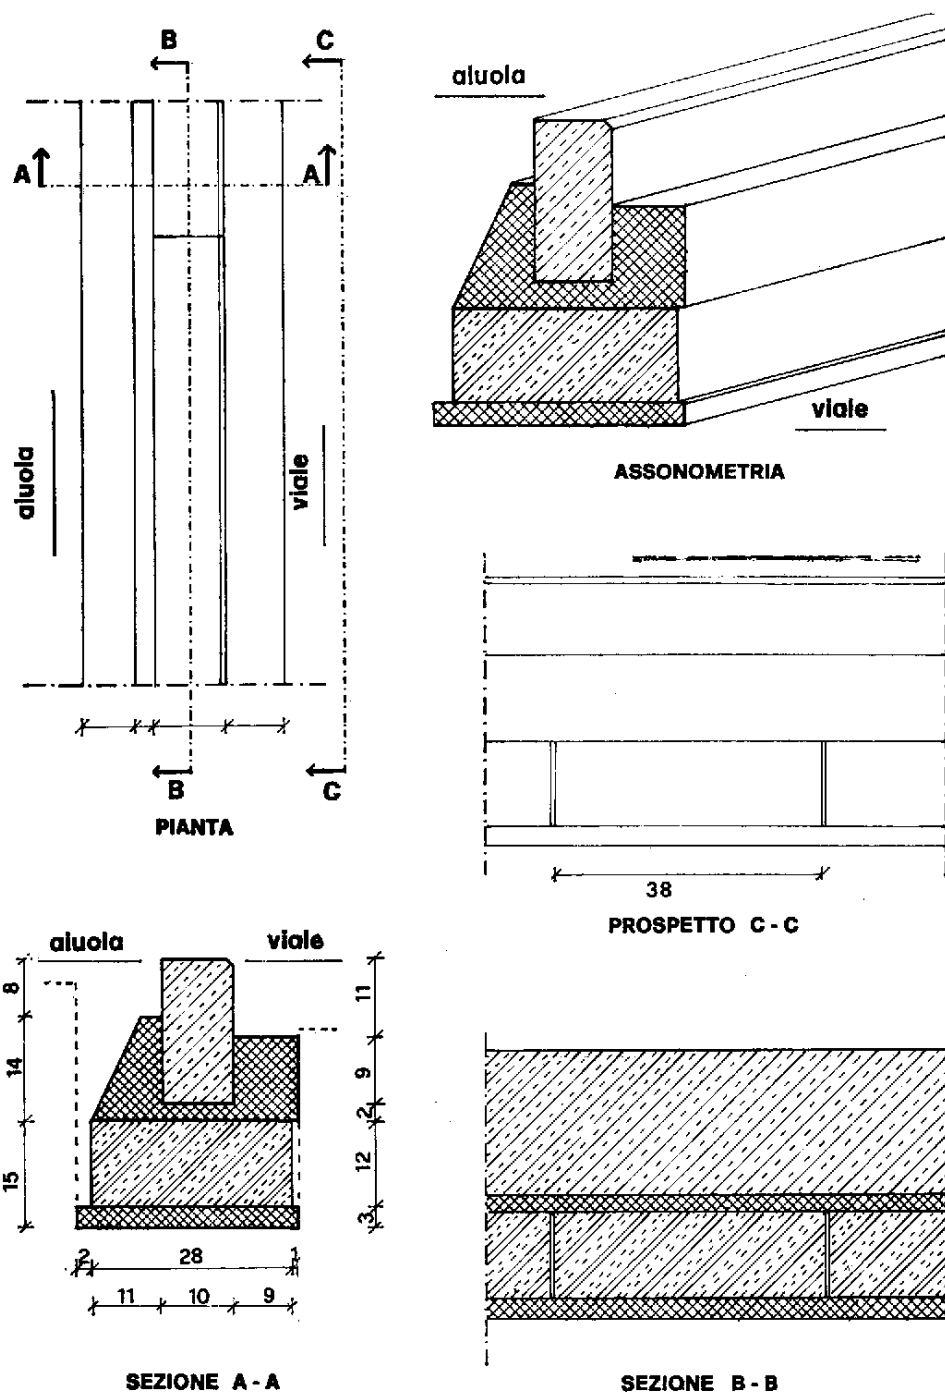 B
C
aiuola
A
A
aiuola
viale
viale
ASSONOMETRIA
B
C
PIANTA
38
PROSPETTO C - C
aiuola
viale
8
11
14
9
2
15
12
3
2
28
1
11
10
9
SEZIONE A - A
SEZIONE B - B